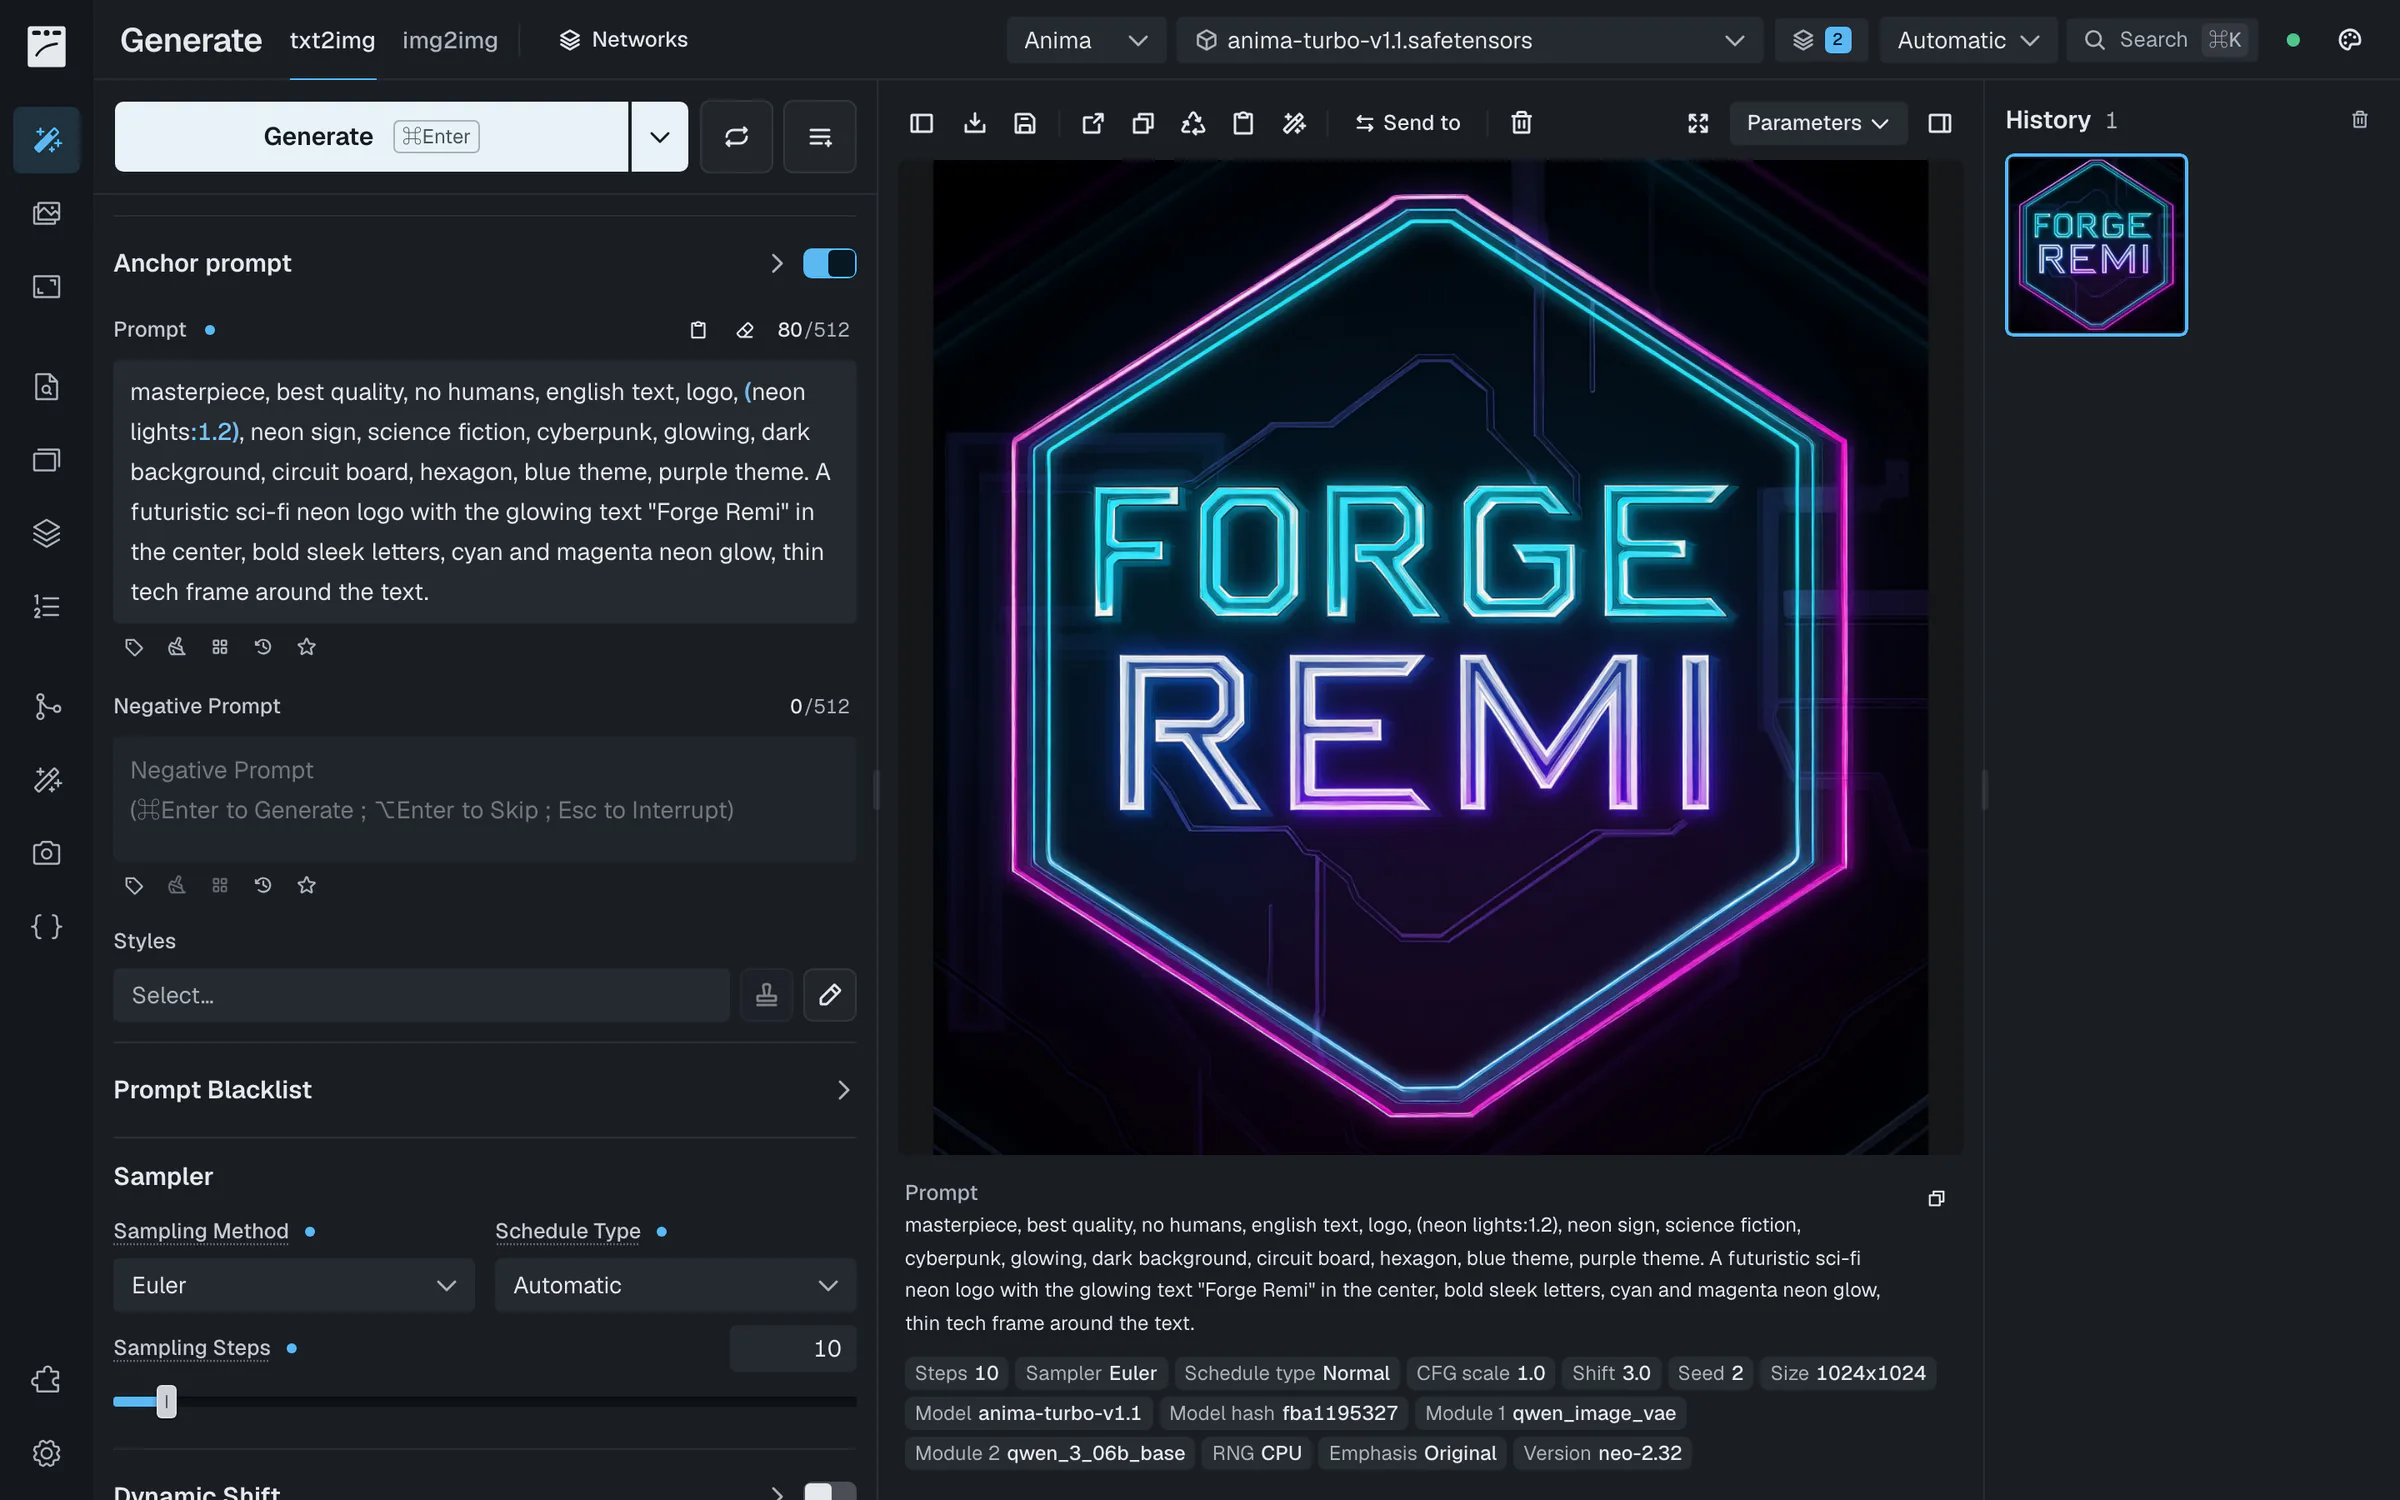 Generate
txt2img
img2img
Networks
Anima
anima-turbo-v1.1.safetensors
2
Automatic
Search
⌘K
Generate
⌘Enter
Send to
Parameters
History 1
Anchor prompt
Prompt
80/512
masterpiece, best quality, no humans, english text, logo, (neon
lights:1.2), neon sign, science fiction, cyberpunk, glowing, dark
background, circuit board, hexagon, blue theme, purple theme. A
futuristic sci-fi neon logo with the glowing text "Forge Remi" in
the center, bold sleek letters, cyan and magenta neon glow, thin
tech frame around the text.
Negative Prompt
0/512
Negative Prompt
(⌘Enter to Generate ; ⌥Enter to Skip ; Esc to Interrupt)
Styles
Select...
Prompt Blacklist
Sampler
Sampling Method
Schedule Type
Euler
Automatic
Sampling Steps
10
Dynamic Shift
FORGE
REMI
Prompt
masterpiece, best quality, no humans, english text, logo, (neon lights:1.2), neon sign, science fiction,
cyberpunk, glowing, dark background, circuit board, hexagon, blue theme, purple theme. A futuristic sci-fi
neon logo with the glowing text "Forge Remi" in the center, bold sleek letters, cyan and magenta neon glow,
thin tech frame around the text.
Steps 10 Sampler Euler Schedule type Normal CFG scale 1.0 Shift 3.0 Seed 2 Size 1024x1024
Model anima-turbo-v1.1 Model hash fba1195327 Module 1 qwen_image_vae
Module 2 qwen_3_06b_base RNG CPU Emphasis Original Version neo-2.32
FORGE
REMI